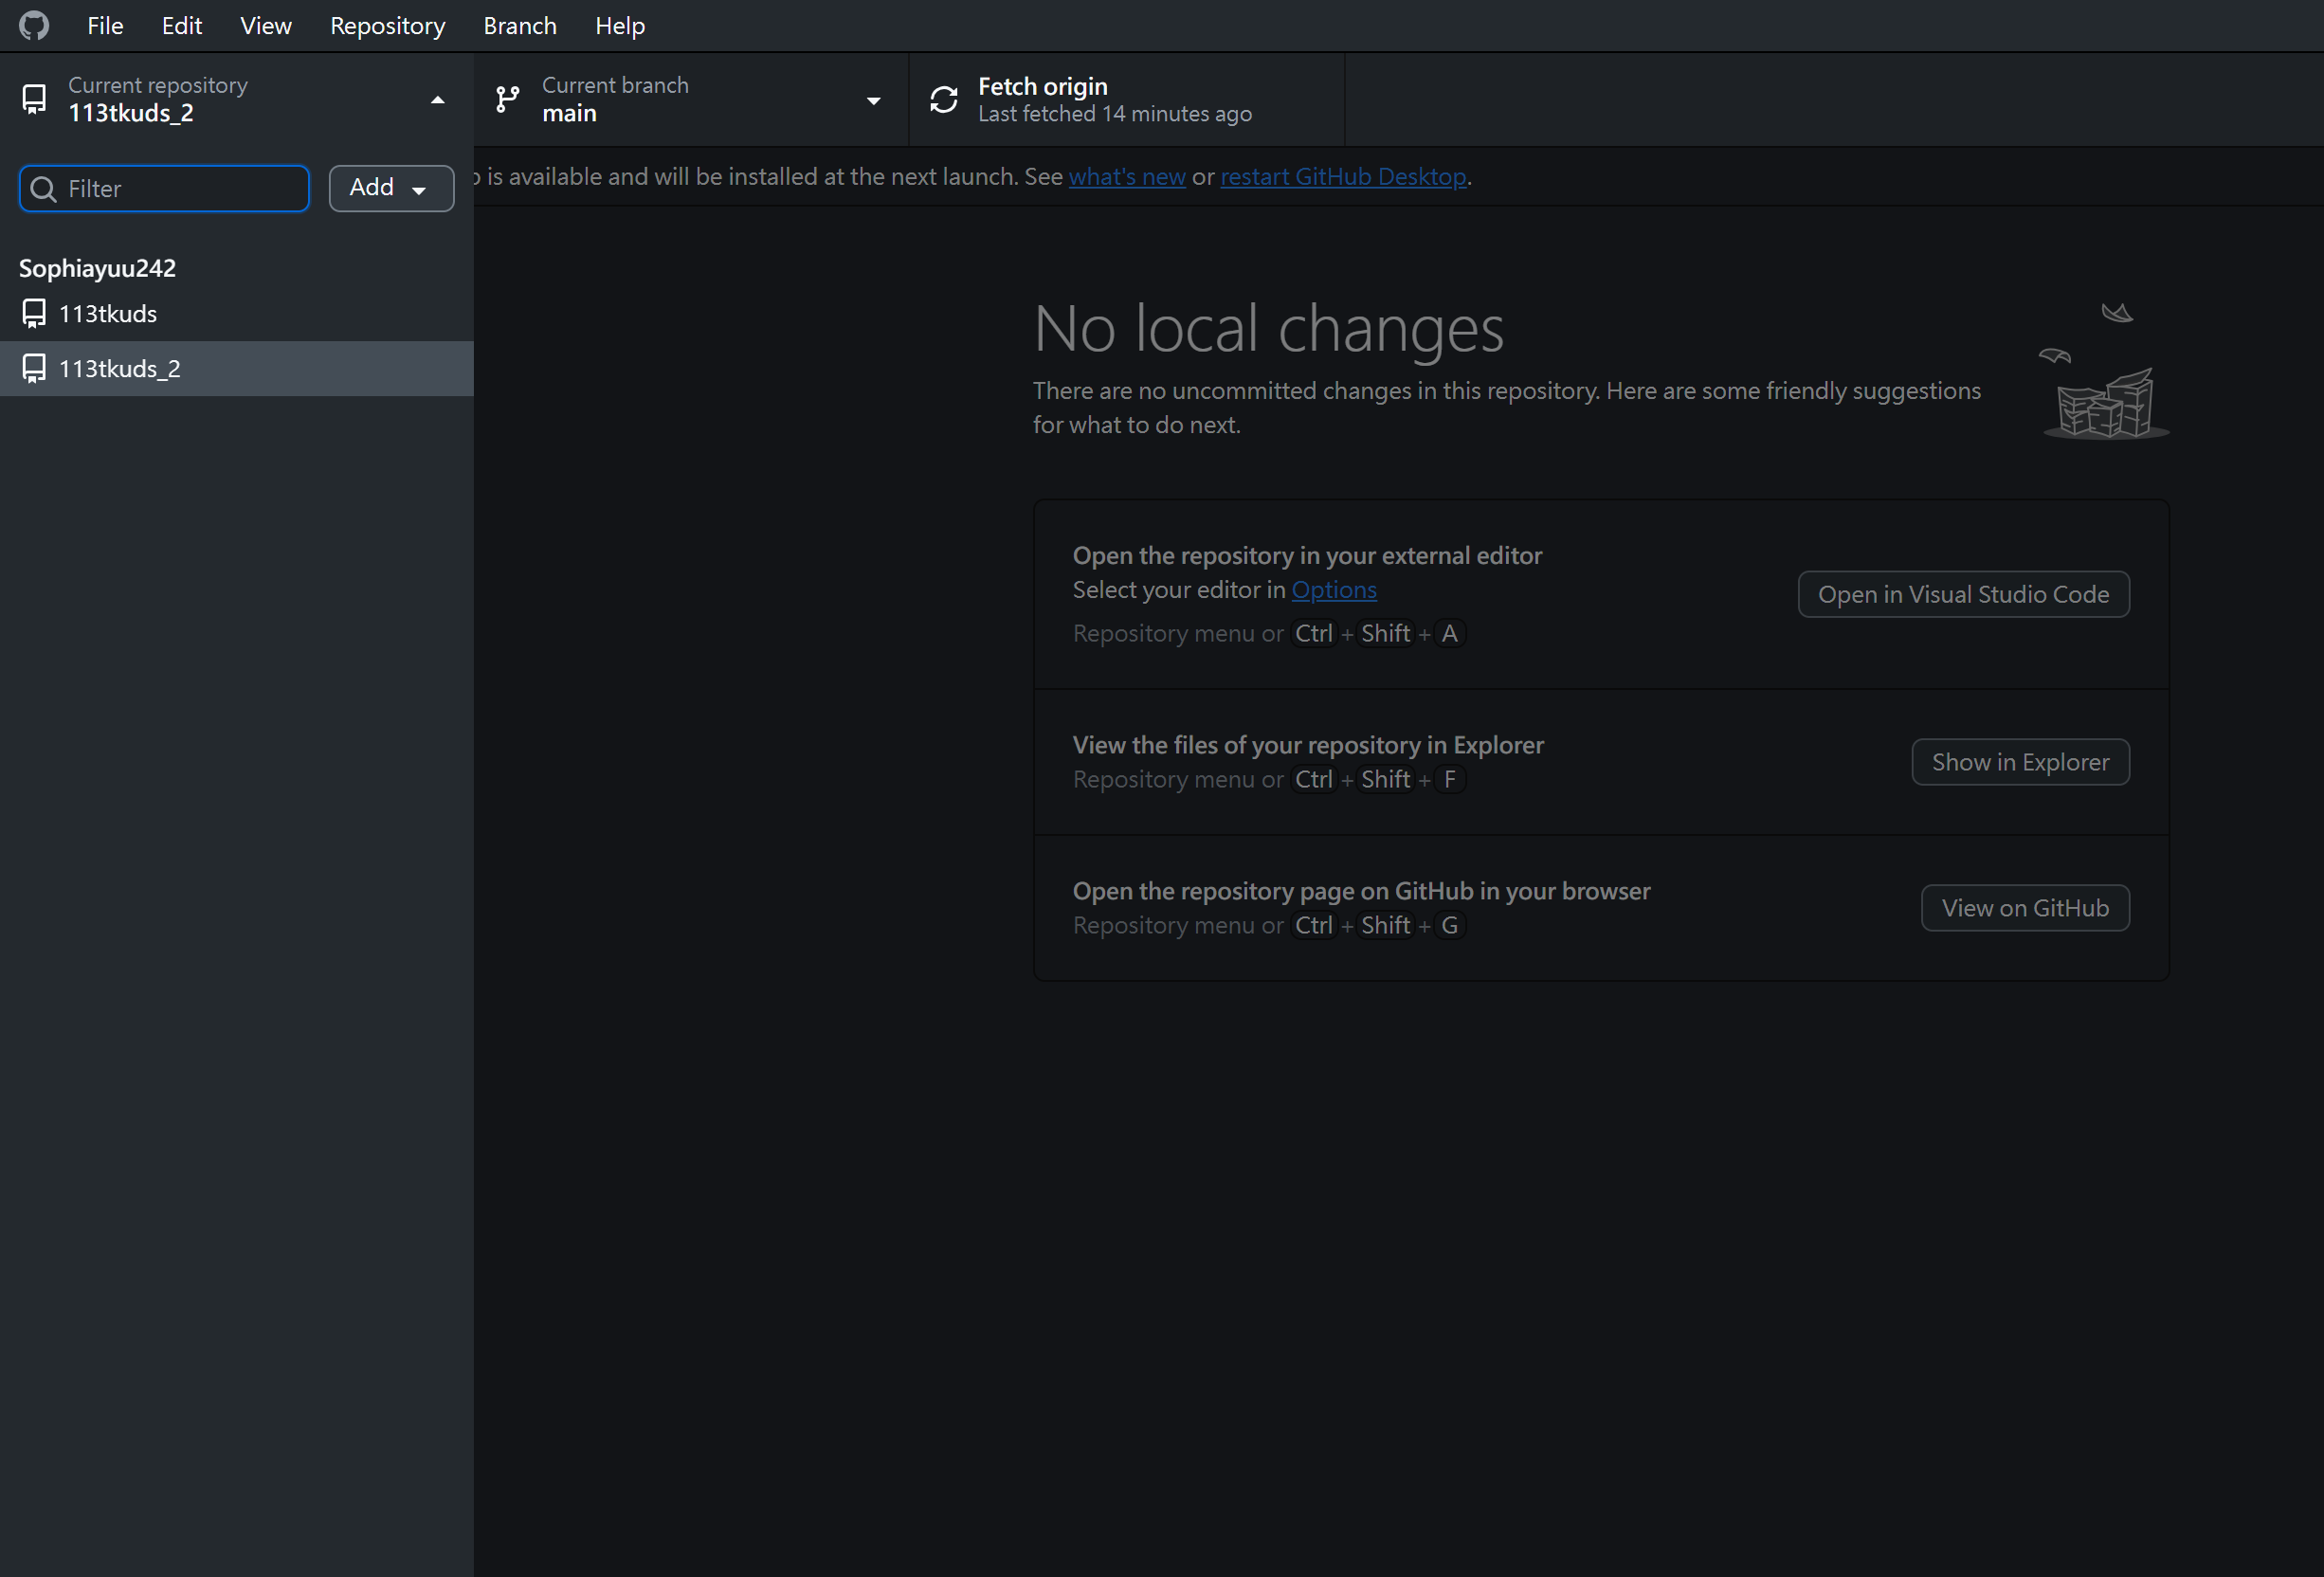 File Edit View Repository Branch Help
Current repository
113tkuds_2
Current branch
main
Fetch origin
Last fetched 14 minutes ago
Filter
Add
is available and will be installed at the next launch. See what's new or restart GitHub Desktop.
Sophiayuu242
113tkuds
113tkuds_2
No local changes
There are no uncommitted changes in this repository. Here are some friendly suggestions
for what to do next.
Open the repository in your external editor
Select your editor in Options
Repository menu or Ctrl + Shift + A
Open in Visual Studio Code
View the files of your repository in Explorer
Repository menu or Ctrl + Shift + F
Show in Explorer
Open the repository page on GitHub in your browser
Repository menu or Ctrl + Shift + G
View on GitHub